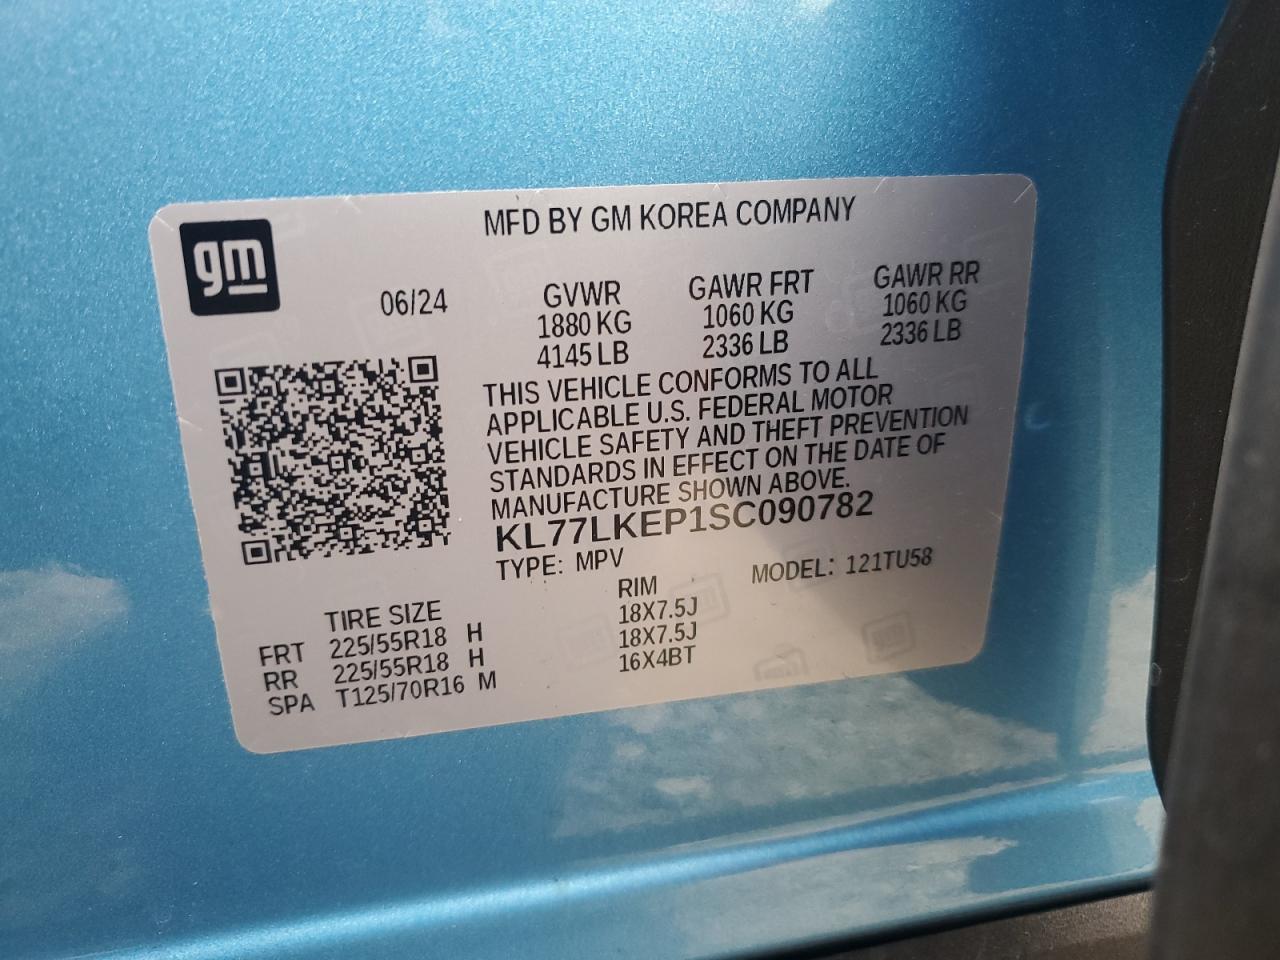 gm
MFD BY GM KOREA COMPANY
06/24 GVWR GAWR FRT GAWR RR
1880 KG 1060 KG 1060 KG
4145 LB 2336 LB 2336 LB
THIS VEHICLE CONFORMS TO ALL
APPLICABLE U.S. FEDERAL MOTOR
VEHICLE SAFETY AND THEFT PREVENTION
STANDARDS IN EFFECT ON THE DATE OF
MANUFACTURE SHOWN ABOVE.
KL77LKEP1SC090782
TYPE: MPV MODEL: 121TU58
TIRE SIZE RIM
FRT 225/55R18 H 18X7.5J
RR 225/55R18 H 18X7.5J
SPA T125/70R16 M 16X4BT